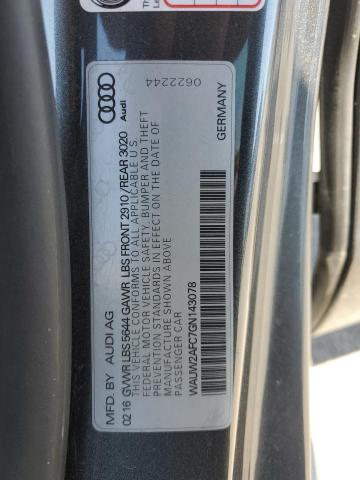 0622244
Audi
MFD. BY AUDI AG
02 16 GVWR LBS 5644 GAWR LBS FRONT 2910 /REAR 3020
THIS VEHICLE CONFORMS TO ALL APPLICABLE U.S.
FEDERAL MOTOR VEHICLE SAFETY, BUMPER AND THEFT
PREVENTION STANDARDS IN EFFECT ON THE DATE OF
MANUFACTURE SHOWN ABOVE
PASSENGER CAR
WAUW2AFC7GN143078
GERMANY